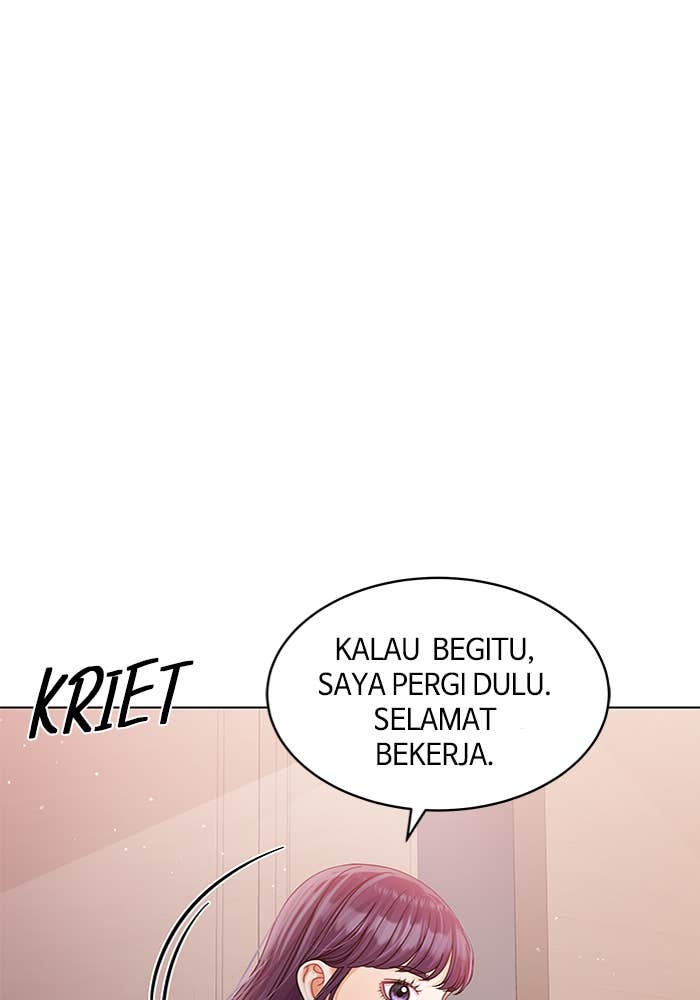 KRIET
KALAU BEGITU,
SAYA PERGI DULU.
SELAMAT
BEKERJA.